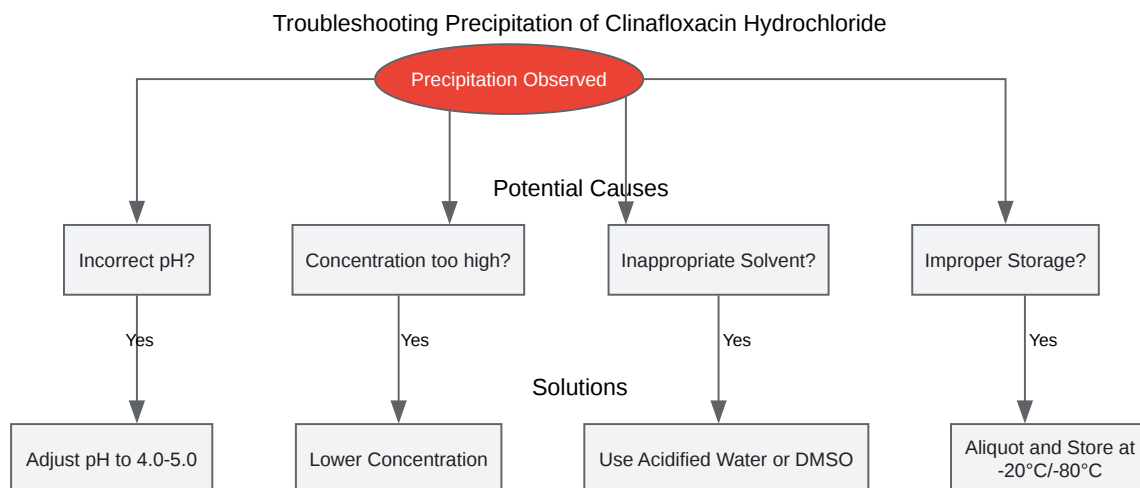 Troubleshooting Precipitation of Clinafloxacin Hydrochloride
Precipitation Observed
Potential Causes
Incorrect pH?
Concentration too high?
Inappropriate Solvent?
Improper Storage?
Yes
Yes
Yes
Yes
Solutions
Adjust pH to 4.0-5.0
Lower Concentration
Use Acidified Water or DMSO
Aliquot and Store at
-20°C/-80°C